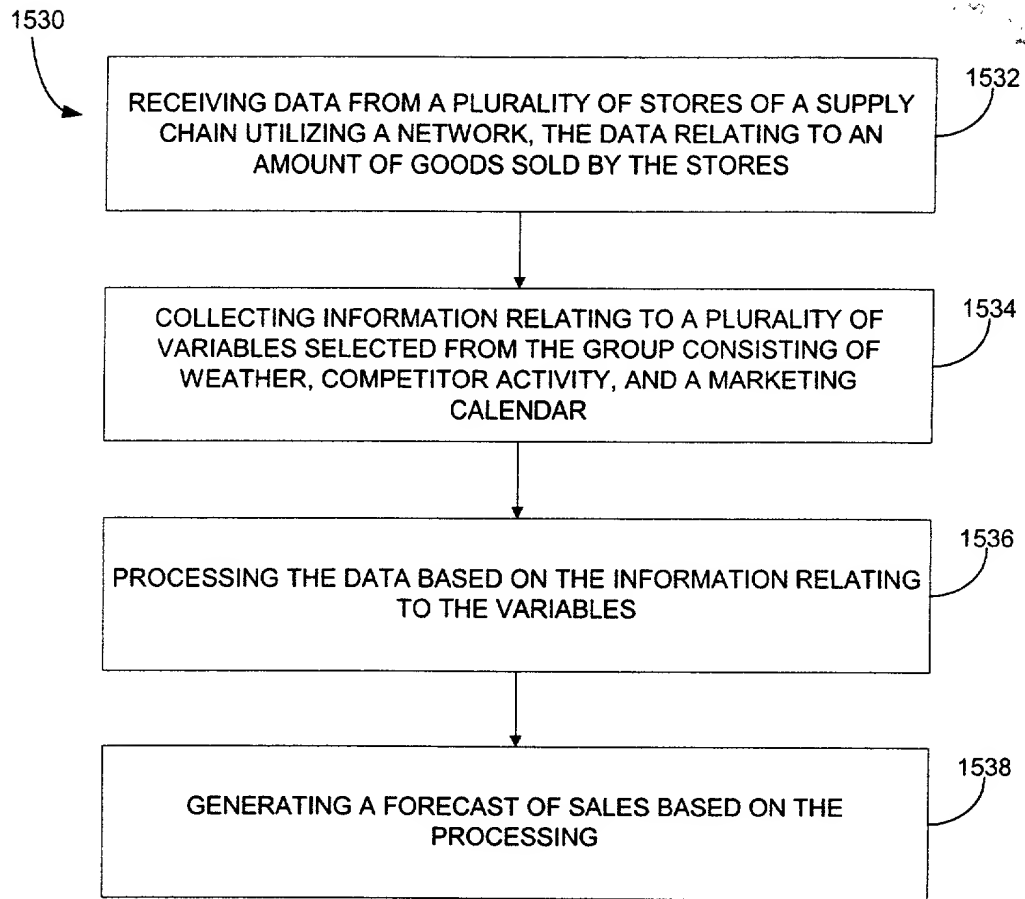 1530
1532
RECEIVING DATA FROM A PLURALITY OF STORES OF A SUPPLY
CHAIN UTILIZING A NETWORK, THE DATA RELATING TO AN
AMOUNT OF GOODS SOLD BY THE STORES
1534
COLLECTING INFORMATION RELATING TO A PLURALITY OF
VARIABLES SELECTED FROM THE GROUP CONSISTING OF
WEATHER, COMPETITOR ACTIVITY, AND A MARKETING
CALENDAR
1536
PROCESSING THE DATA BASED ON THE INFORMATION RELATING
TO THE VARIABLES
1538
GENERATING A FORECAST OF SALES BASED ON THE
PROCESSING